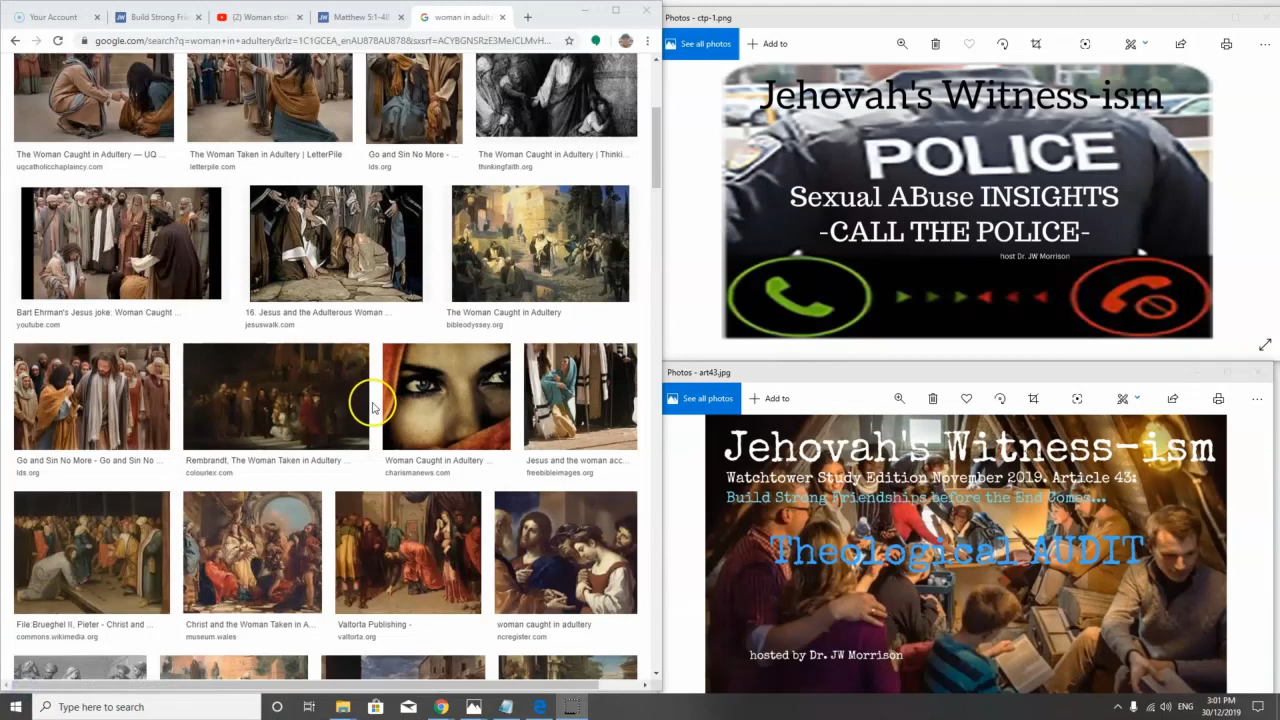 Your Account
Build Strong Frie
(2) Woman ston
Matthew 5:1-48
woman in adult
google.com/search?q=woman+in+adultery&rlz=1C1GCEA_enAU878AU878&sxsrf=ACYBGNSRzE3MeJCLMvH...
The Woman Caught in Adultery — UQ ...
uqcatholicchaplaincy.com
The Woman Taken in Adultery | LetterPile
letterpile.com
Go and Sin No More - ...
lds.org
The Woman Caught in Adultery | Thinki...
thinkingfaith.org
Bart Ehrman's Jesus joke: Woman Caught ...
youtube.com
16. Jesus and the Adulterous Woman ...
jesuswalk.com
The Woman Caught in Adultery
bibleodyssey.org
Go and Sin No More - Go and Sin No ...
lds.org
Rembrandt, The Woman Taken in Adultery ...
colourlex.com
Woman Caught in Adultery ...
charismanews.com
Jesus and the woman acc...
freebibleimages.org
File:Brueghel II, Pieter - Christ and ...
commons.wikimedia.org
Christ and the Woman Taken in A...
museum.wales
Valtorta Publishing -
valtorta.org
woman caught in adultery
ncregister.com
Photos - ctp-1.png
See all photos
Add to
Jehovah's Witness-ism
POLICE
Sexual ABuse INSIGHTS
-CALL THE POLICE-
host Dr. JW Morrison
Photos - art43.jpg
See all photos
Add to
Jehovah's Witness-ism
Watchtower Study Edition November 2019. Article 43:
Build Strong Friendships before the End Comes...
Theological AUDIT
hosted by Dr. JW Morrison
Type here to search
ENG
3:01 PM
30/12/2019